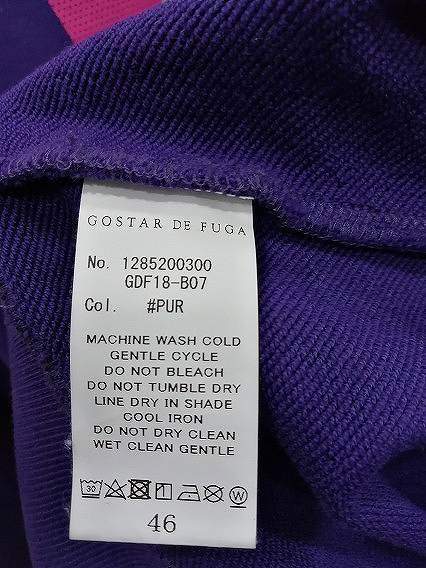 GOSTAR DE FUGA
No. 1285200300
GDF18-B07
Col. #PUR
MACHINE WASH COLD
GENTLE CYCLE
DO NOT BLEACH
DO NOT TUMBLE DRY
LINE DRY IN SHADE
COOL IRON
DO NOT DRY CLEAN
WET CLEAN GENTLE
30 W
46